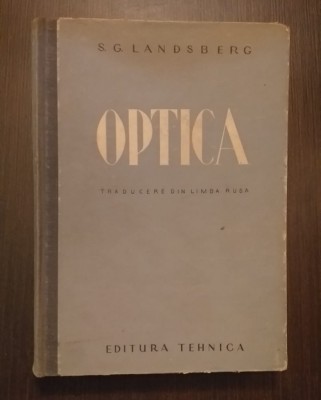 S. G. LANDSBERG
OPTICA
TRADUCERE DIN LIMBA RUSĂ
EDITURA TEHNICA